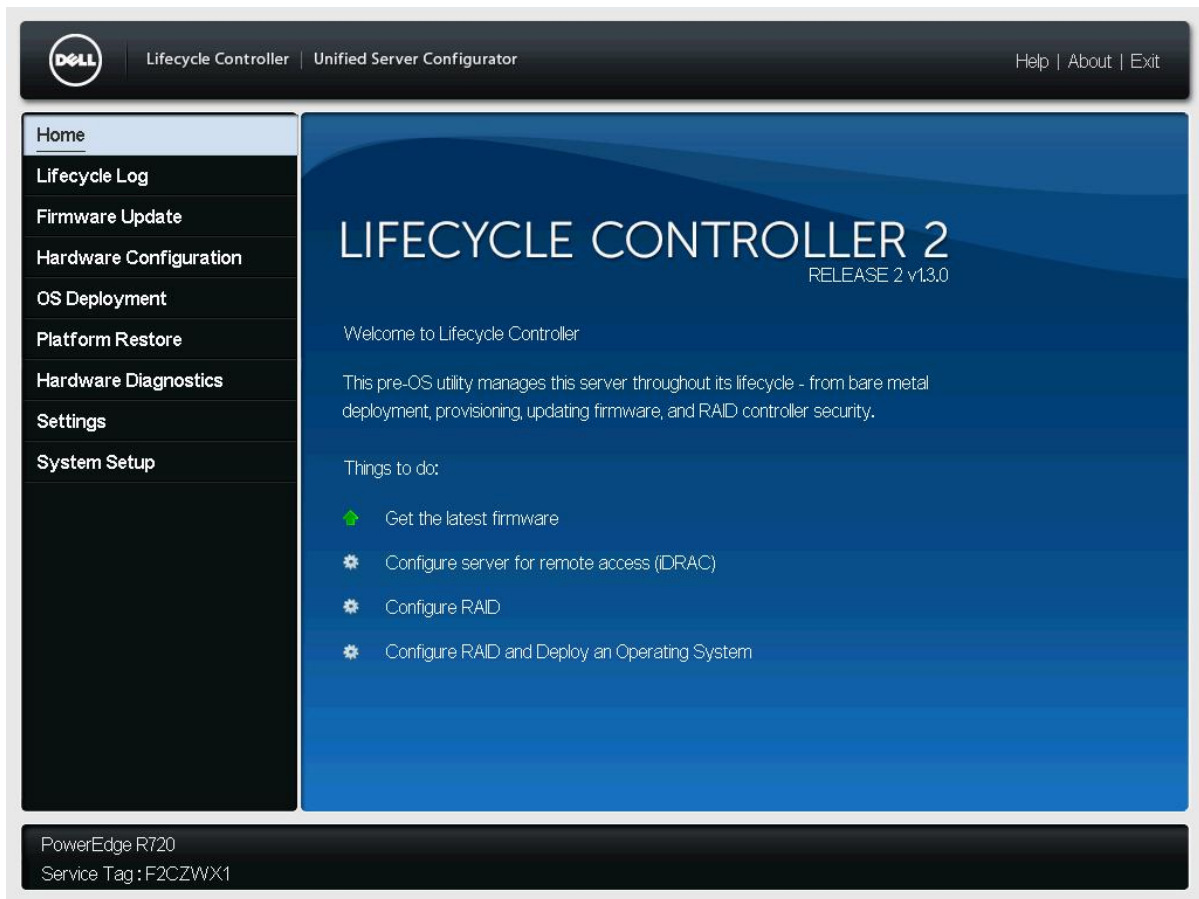 DELL
Lifecycle Controller | Unified Server Configurator
Help | About | Exit
Home
Lifecycle Log
Firmware Update
Hardware Configuration
OS Deployment
Platform Restore
Hardware Diagnostics
Settings
System Setup
LIFECYCLE CONTROLLER 2
RELEASE 2 v1.3.0
Welcome to Lifecycle Controller
This pre-OS utility manages this server throughout its lifecycle - from bare metal
deployment, provisioning, updating firmware, and RAID controller security.
Things to do:
Get the latest firmware
Configure server for remote access (iDRAC)
Configure RAID
Configure RAID and Deploy an Operating System
PowerEdge R720
Service Tag : F2CZWX1